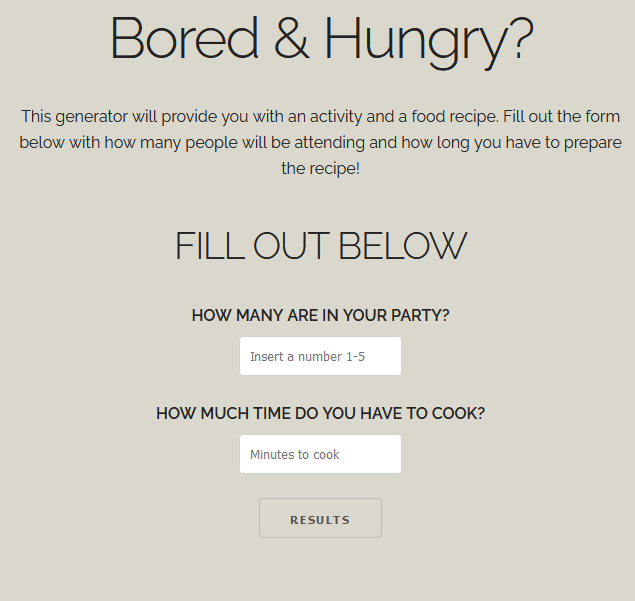 Bored & Hungry?
This generator will provide you with an activity and a food recipe. Fill out the form
below with how many people will be attending and how long you have to prepare
the recipe!
FILL OUT BELOW
HOW MANY ARE IN YOUR PARTY?
Insert a number 1-5
HOW MUCH TIME DO YOU HAVE TO COOK?
Minutes to cook
RESULTS